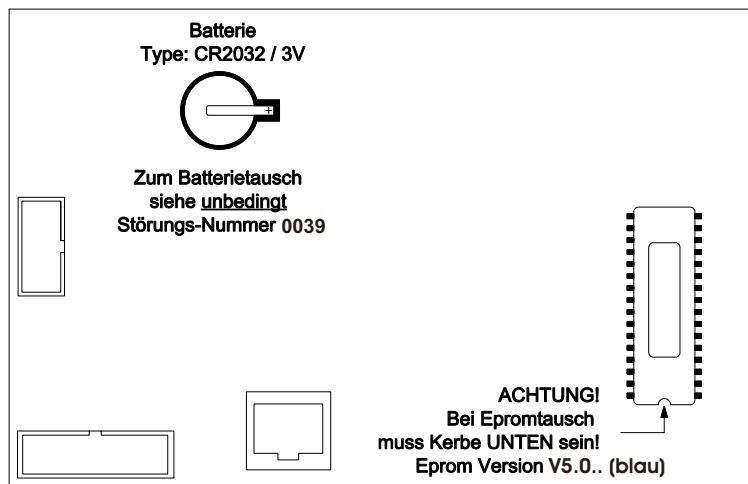 Batterie
Type: CR2032 / 3V
+
Zum Batterietausch
siehe unbedingt
Störungs-Nummer 0039
ACHTUNG!
Bei Epromtausch
muss Kerbe UNTEN sein!
Eprom Version V5.0.. (blau)